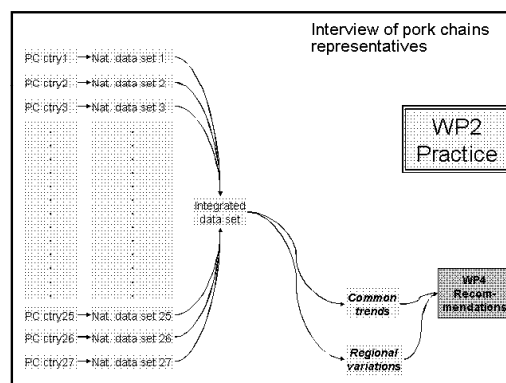 Interview of pork chains
representatives
PC ctry1 Nat. data set 1
PC ctry2 Nat. data set 2
PC ctry3 Nat. data set 3
WP2
Practice
Integrated
data set
PC ctry25 Nat. data set 25
PC ctry26 Nat. data set 26
PC ctry27 Nat. data set 27
Common
trends
Regional
variations
WP4
Recom-
mendations